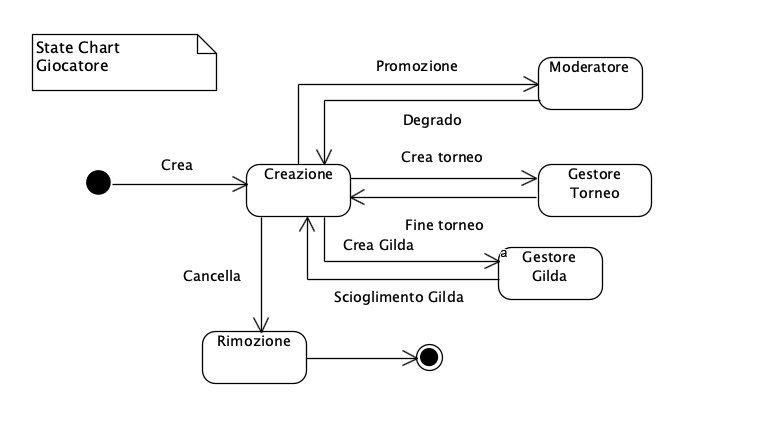 State Chart
Giocatore
Promozione
Moderatore
Degrado
Crea torneo
Crea
Creazione
Gestore
Torneo
Fine torneo
Crea Gilda
a
Gestore
Gilda
Cancella
Scioglimento Gilda
Rimozione